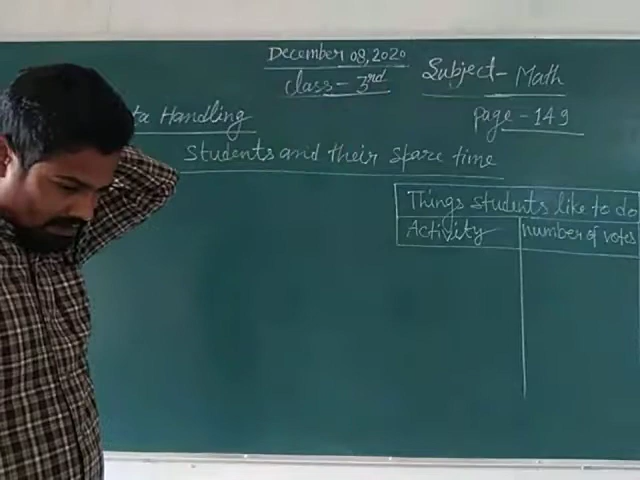 December 08, 2020
Class - 3rd
Subject - Math
ta Handling
page - 149
Students and their spare time
Things students like to do
Activity
number of votes